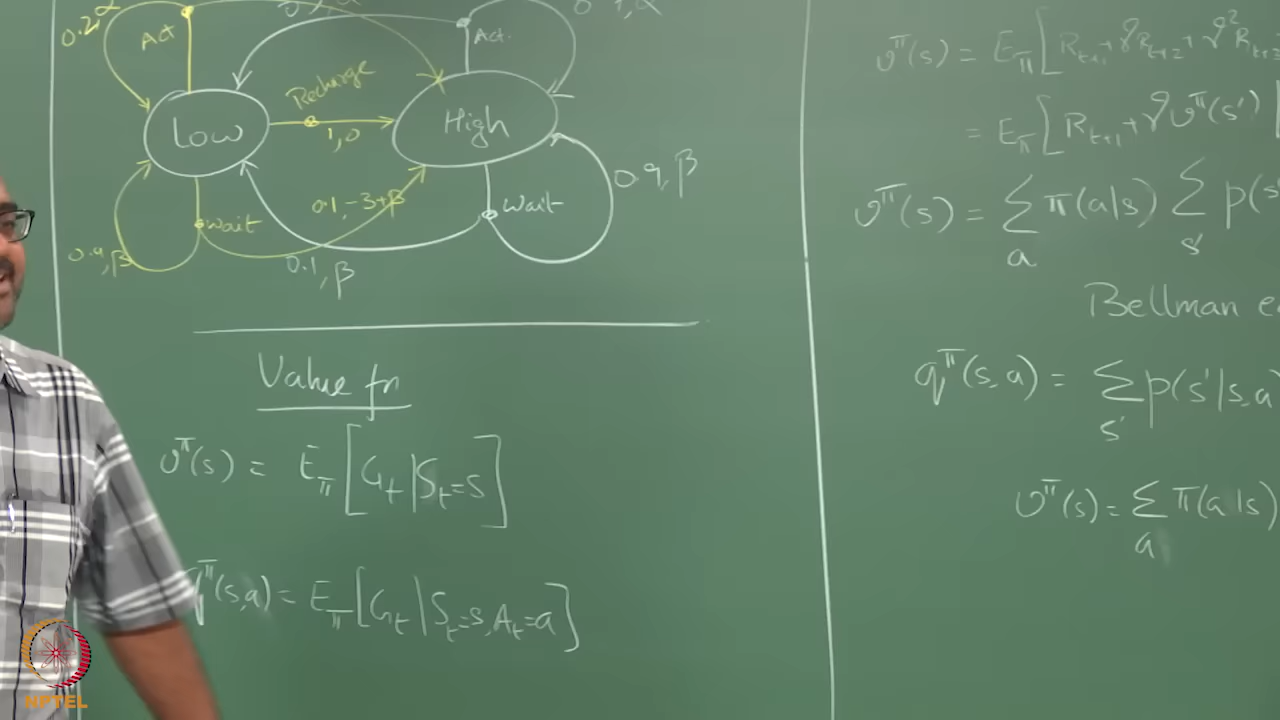 0.2, α
Act
Act.
Low
Recharge
1, 0
High
wait
0.1, -3+β
wait
0.9, β
0.9, β
0.1, β
Value fn
v^π(s) = E_π[G_t | S_t=s]
q^π(s,a) = E_π[G_t | S_t=s, A_t=a]
v^π(s) = E_π[R_{t+1} + γR_{t+2} + γ²R_{t+3}
= E_π[R_{t+1} + γv^π(s') |
v^π(s) = Σ_a π(a|s) Σ_{s'} p(s'
Bellman e
q^π(s,a) = Σ_{s'} p(s'|s,a)
v^π(s) = Σ_a π(a|s)
NPTEL